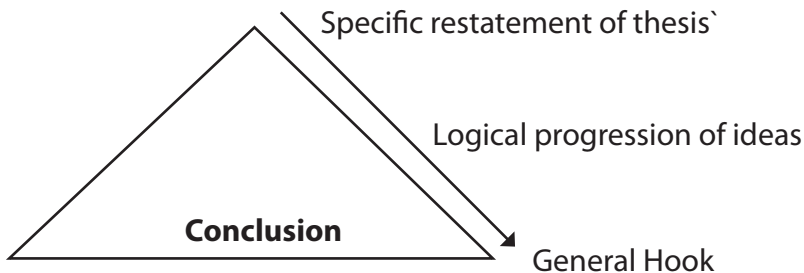 Specific restatement of thesis`
Logical progression of ideas
Conclusion
General Hook